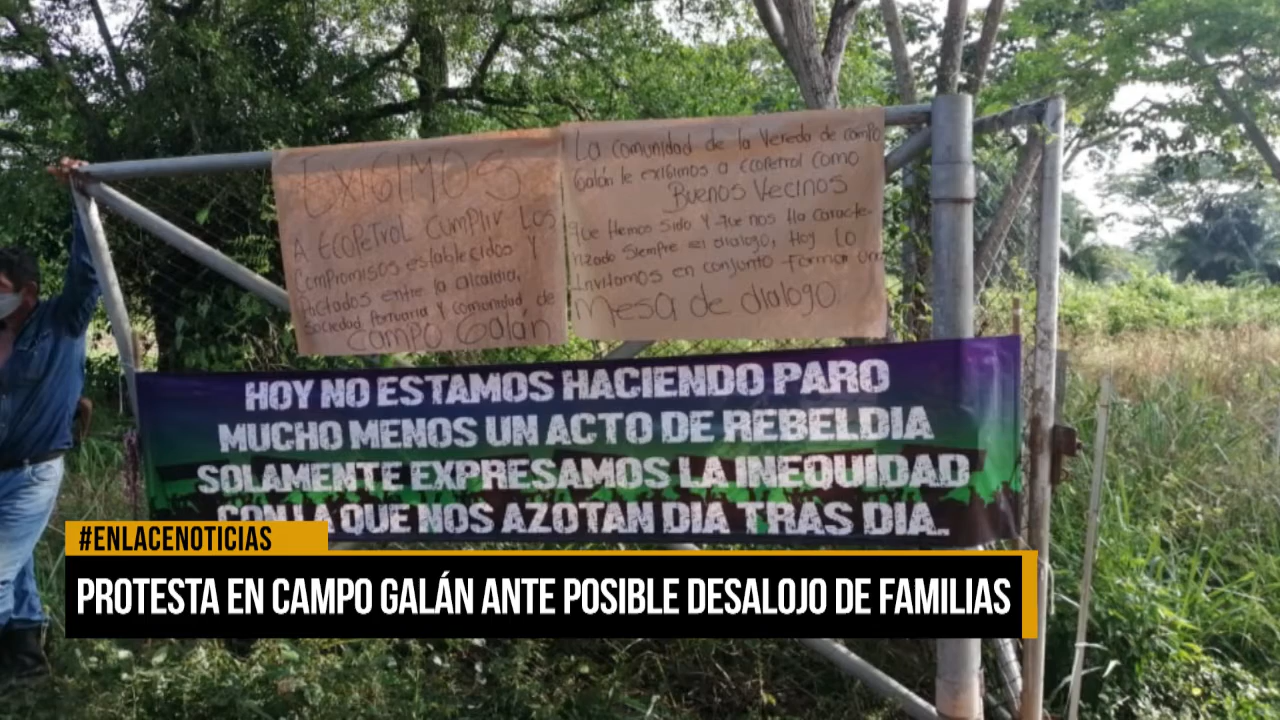 EXIGIMOS
A ECOPETROL CUMPLIR LOS
Compromisos establecidos Y
Pactados entre la alcaldia,
Sociedad Portuaria Y comunidad de
Campo Galán
La comunidad de la Vereda de campo
Galán le exigimos a ecopetrol como
Buenos Vecinos
que Hemos sido Y que nos Ha caracte-
rizado siempre el dialogo, Hoy Lo
Invitamos en conjunto formar una
Mesa de dialogo
HOY NO ESTAMOS HACIENDO PARO
MUCHO MENOS UN ACTO DE REBELDIA
SOLAMENTE EXPRESAMOS LA INEQUIDAD
CON LA QUE NOS AZOTAN DIA TRAS DIA.
#ENLACENOTICIAS
PROTESTA EN CAMPO GALÁN ANTE POSIBLE DESALOJO DE FAMILIAS